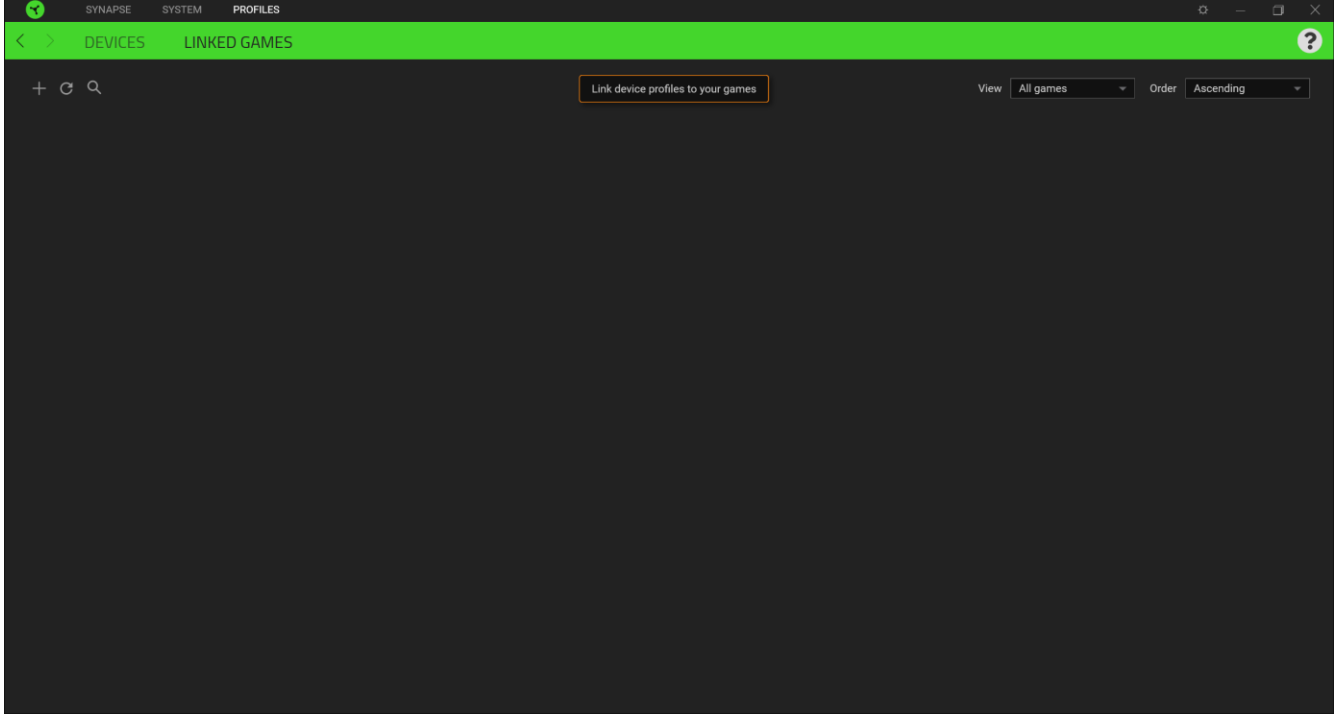 SYNAPSE SYSTEM PROFILES
DEVICES LINKED GAMES ?
Link device profiles to your games View All games Order Ascending